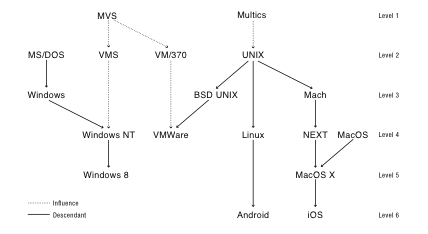 MVS Multics Level 1
MS/DOS VMS VM/370 UNIX Level 2
Windows BSD UNIX Mach Level 3
Windows NT VMWare Linux NEXT MacOS Level 4
Windows 8 MacOS X Level 5
Influence
Descendant Android iOS Level 6